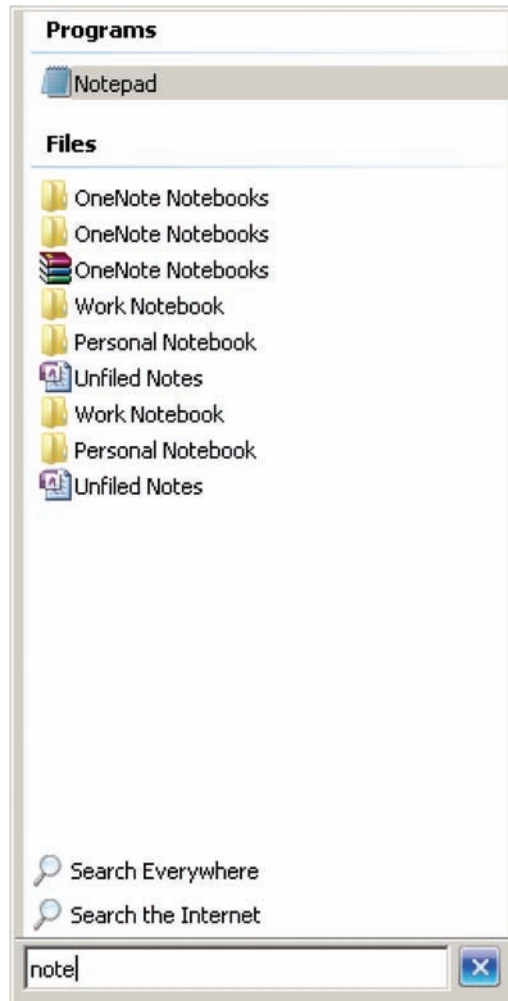 Programs
Notepad
Files
OneNote Notebooks
OneNote Notebooks
OneNote Notebooks
Work Notebook
Personal Notebook
Unfiled Notes
Work Notebook
Personal Notebook
Unfiled Notes
Search Everywhere
Search the Internet
note